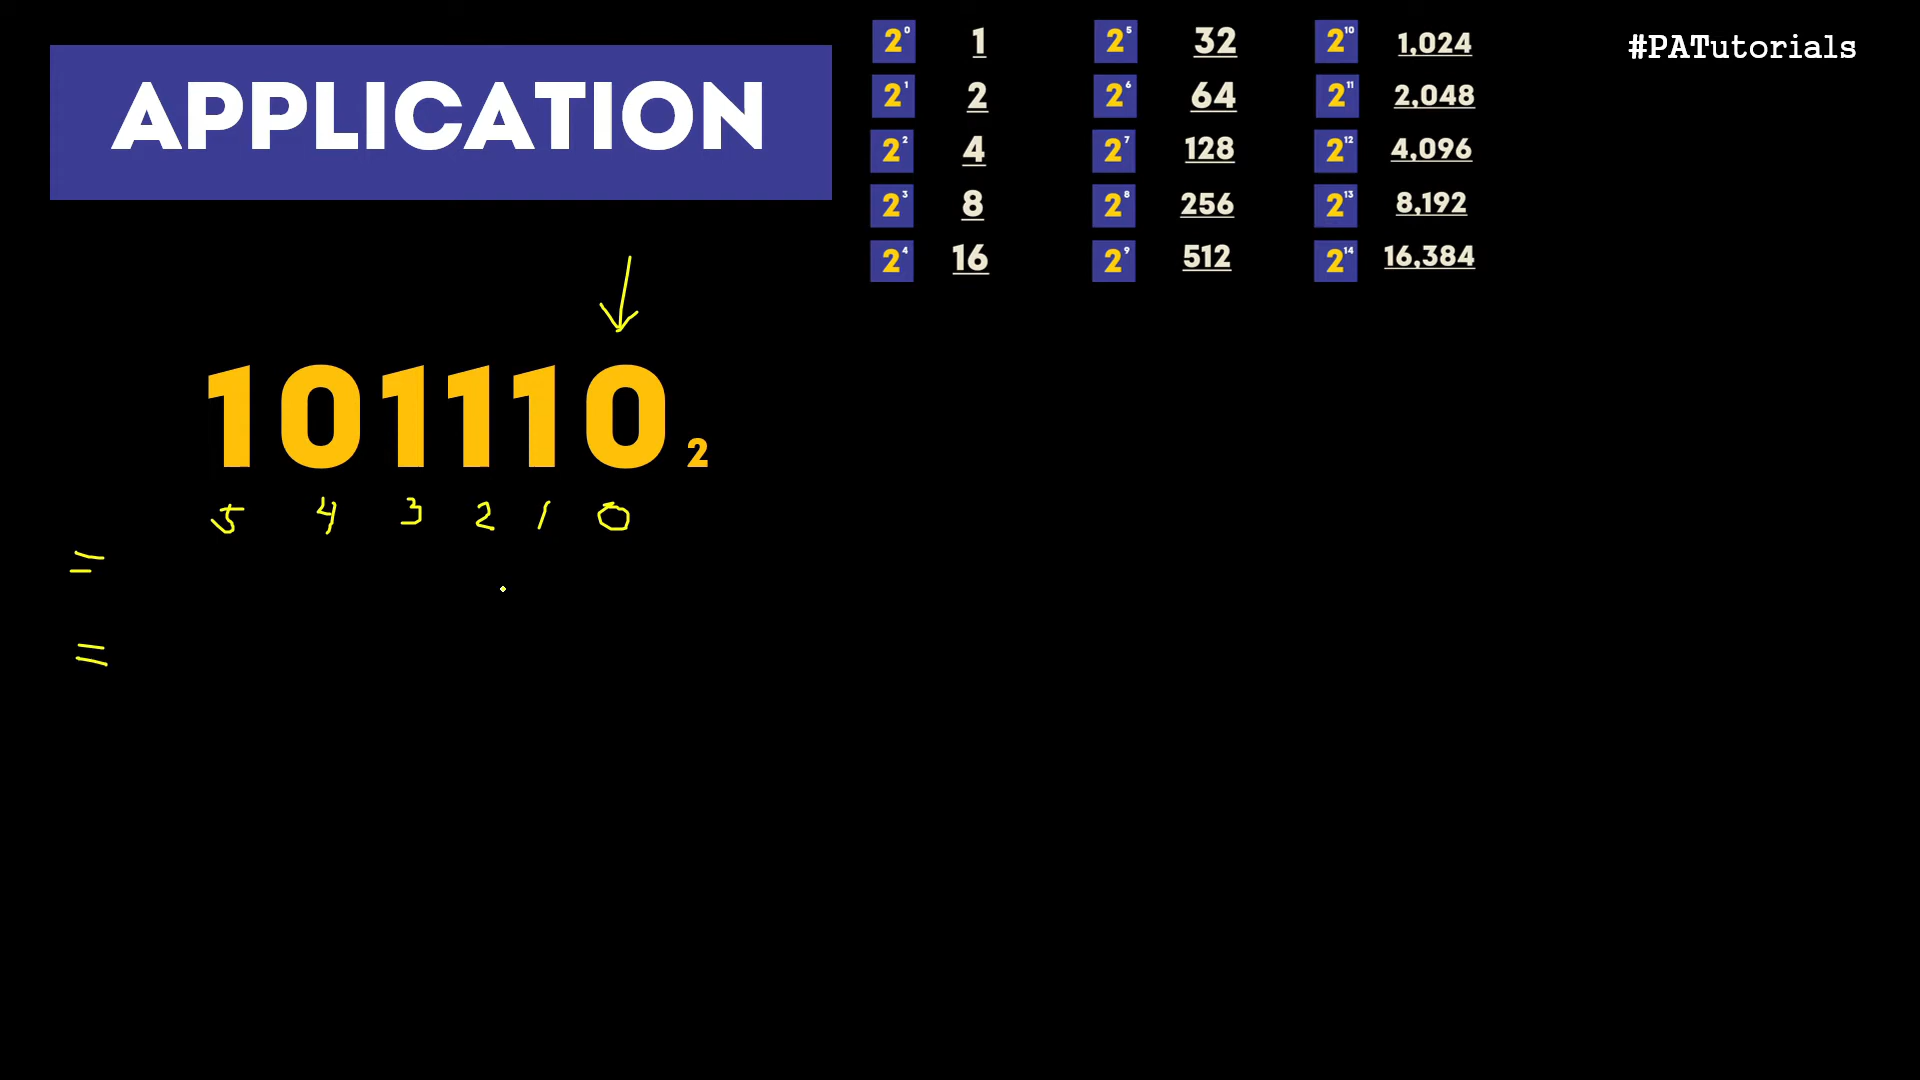 APPLICATION
2⁰ 1 2⁵ 32 2¹⁰ 1,024
2¹ 2 2⁶ 64 2¹¹ 2,048
2² 4 2⁷ 128 2¹² 4,096
2³ 8 2⁸ 256 2¹³ 8,192
2⁴ 16 2⁹ 512 2¹⁴ 16,384
#PATutorials
101110₂
5 4 3 2 1 0
=
=